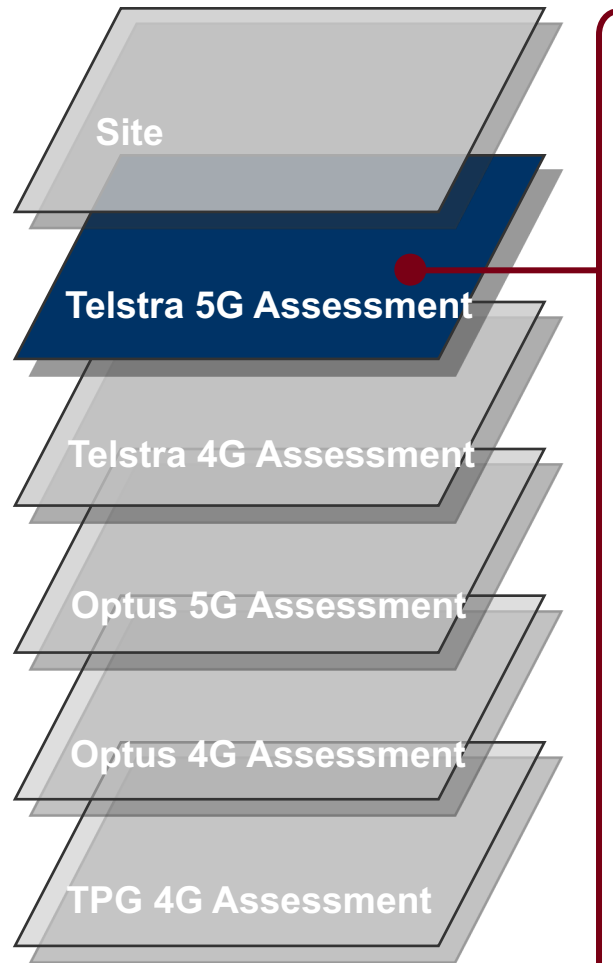 Site
Telstra 5G Assessment
Telstra 4G Assessment
Optus 5G Assessment
Optus 4G Assessment
TPG 4G Assessment